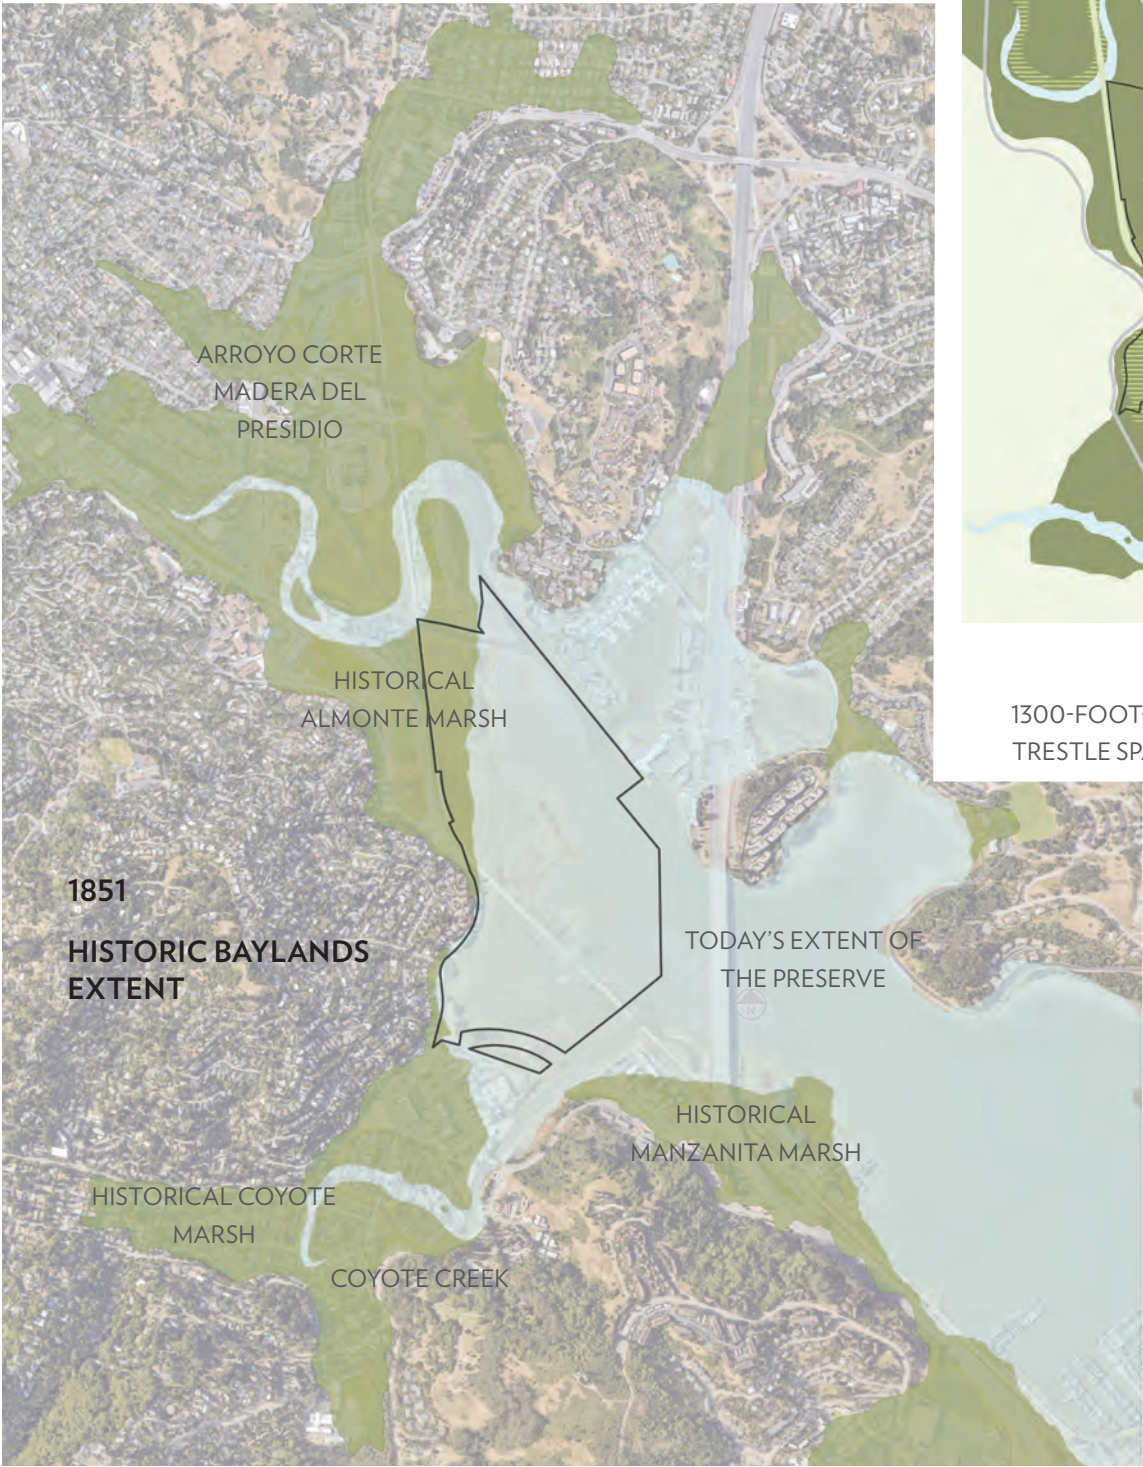 ARROYO CORTE
MADERA DEL
PRESIDIO
HISTORICAL
ALMONTE MARSH
1300-FOOT-
TRESTLE SPA
1851
HISTORIC BAYLANDS
EXTENT
TODAY'S EXTENT OF
THE PRESERVE
N
HISTORICAL
MANZANITA MARSH
HISTORICAL COYOTE
MARSH
COYOTE CREEK